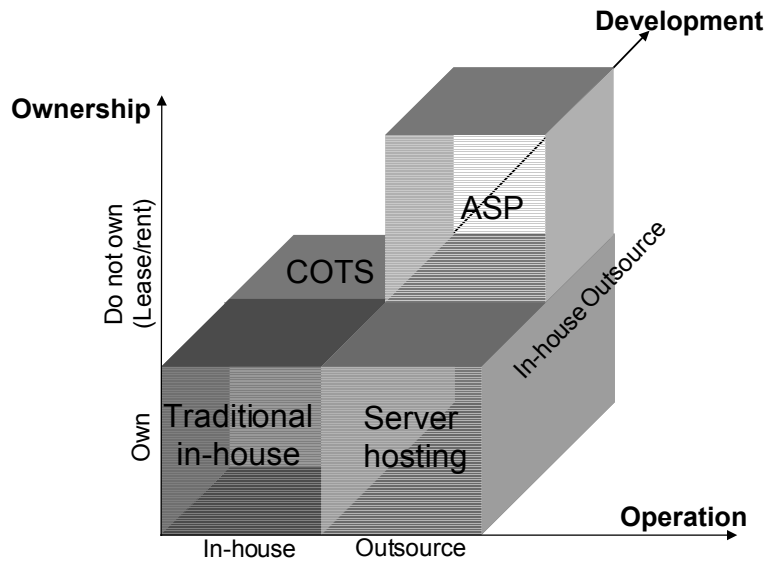 Development
Ownership
Do not own
(Lease/rent)
ASP
COTS
In-house Outsource
Own
Traditional
in-house
Server
hosting
Operation
In-house
Outsource